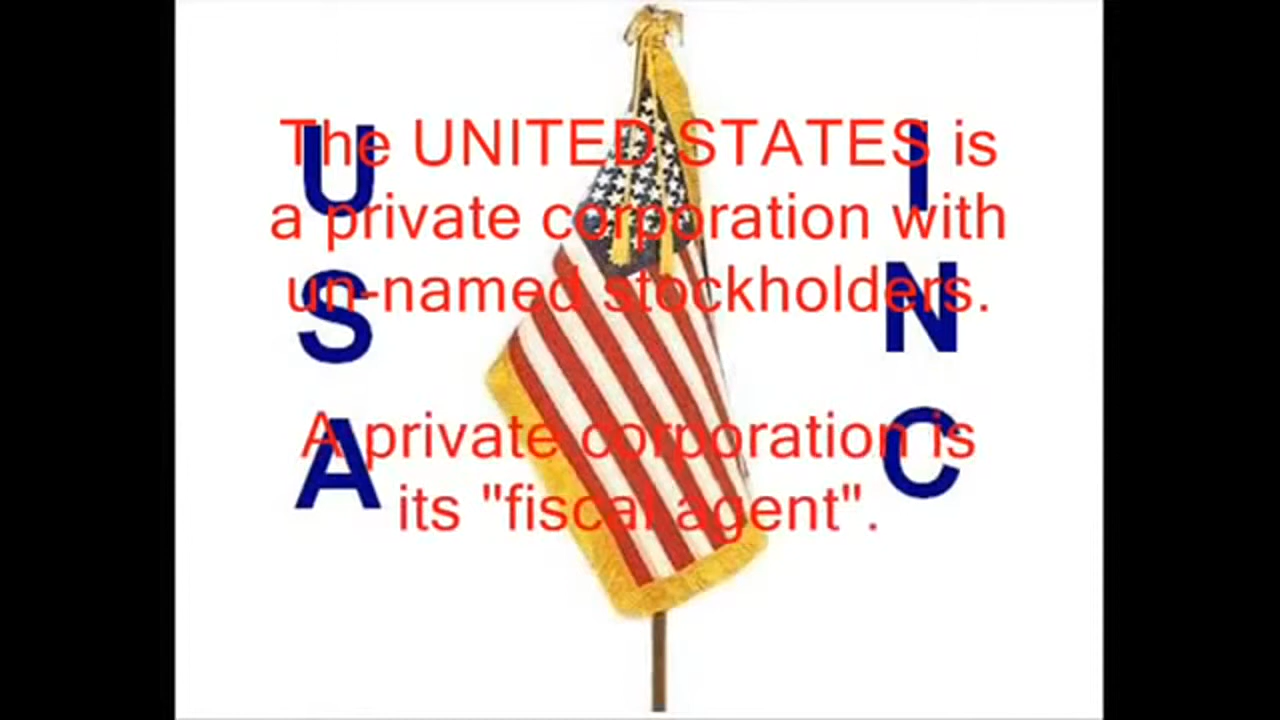 The UNITED STATES is
a private corporation with
un-named stockholders.
A private corporation is
its "fiscal agent".
U
S
A
I
N
C